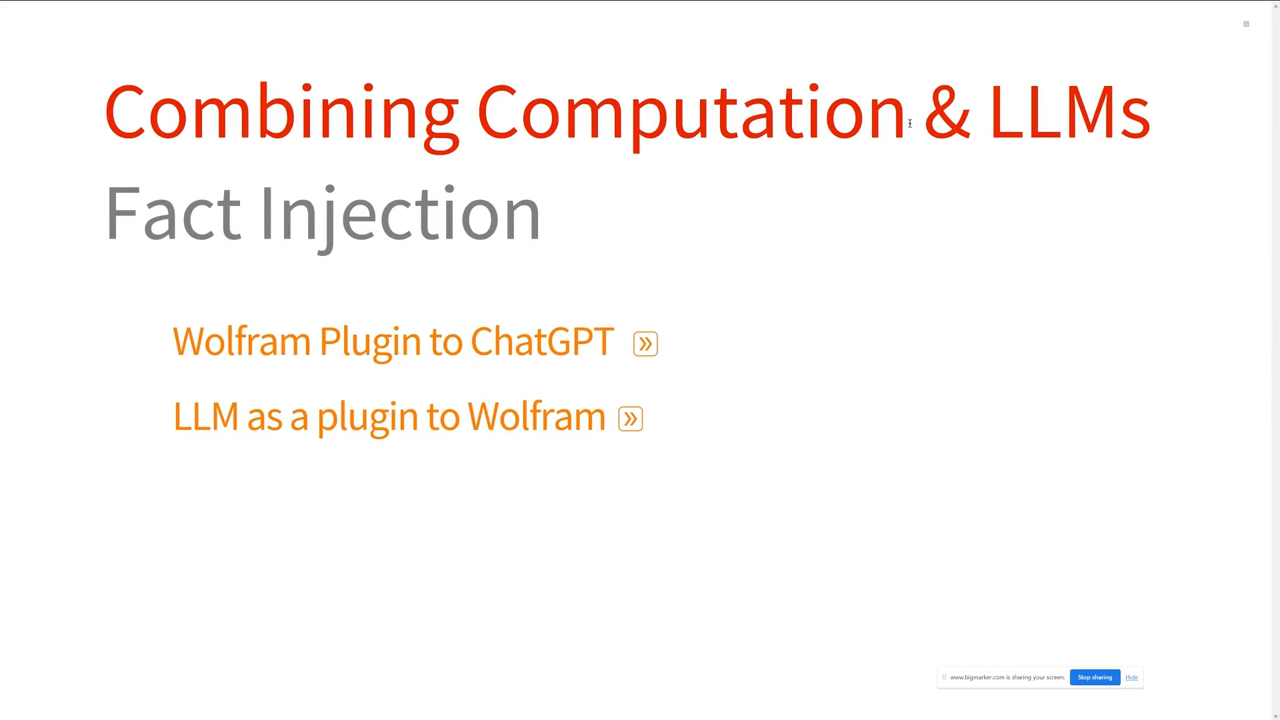 Combining Computation & LLMs
Fact Injection
Wolfram Plugin to ChatGPT »
LLM as a plugin to Wolfram »
www.bigmarker.com is sharing your screen. Stop sharing Hide